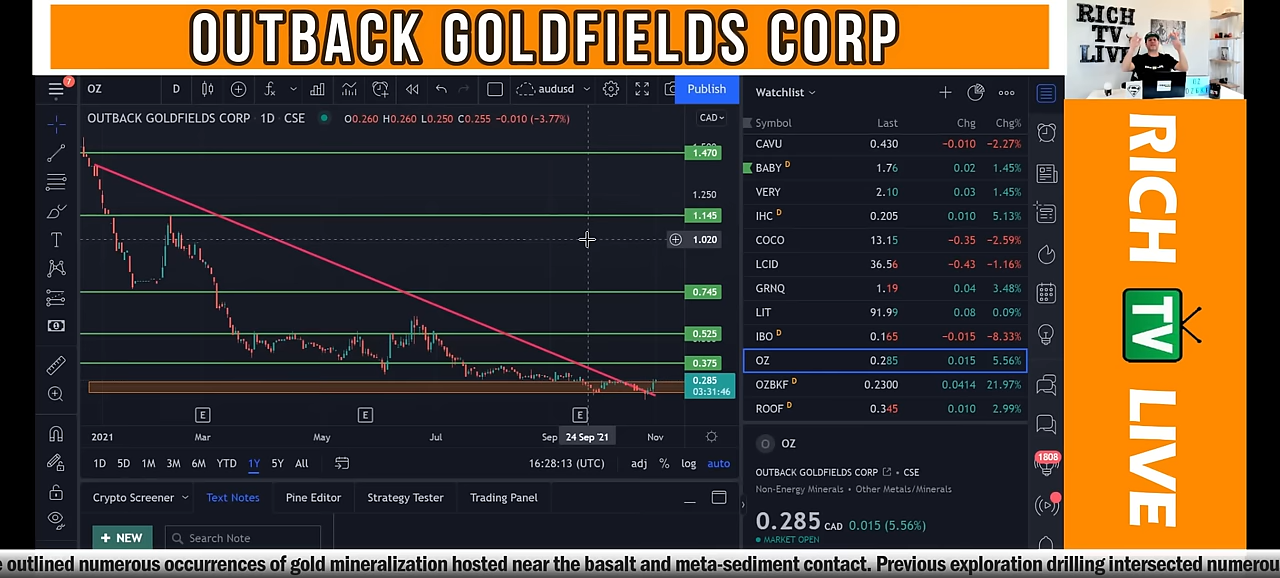 OUTBACK GOLDFIELDS CORP
RICH
TV
LIVE
7
OZ
D
audusd
Publish
OUTBACK GOLDFIELDS CORP · 1D · CSE
O0.260 H0.260 L0.250 C0.255 −0.010 (−3.77%)
CAD
1.470
1.250
1.145
1.020
0.745
0.525
0.375
0.285
03:31:46
E
E
E
2021
Mar
May
Jul
Sep
24 Sep '21
Nov
1D 5D 1M 3M 6M YTD 1Y 5Y All
16:28:13 (UTC)
adj % log auto
Crypto Screener
Text Notes
Pine Editor
Strategy Tester
Trading Panel
+ NEW
Search Note
Watchlist
Symbol Last Chg Chg%
CAVU 0.430 −0.010 −2.27%
BABY D 1.76 0.02 1.45%
VERY 2.10 0.03 1.45%
IHC D 0.205 0.010 5.13%
COCO 13.15 −0.35 −2.59%
LCID 36.56 −0.43 −1.16%
GRNQ 1.19 0.04 3.48%
LIT 91.99 0.08 0.09%
IBO D 0.165 −0.015 −8.33%
OZ 0.285 0.015 5.56%
OZBKF D 0.2300 0.0414 21.97%
ROOF D 0.345 0.010 2.99%
O OZ
OUTBACK GOLDFIELDS CORP • CSE
Non-Energy Minerals • Other Metals/Minerals
0.285 CAD 0.015 (5.56%)
MARKET OPEN
1808
RICH
TV
LIVE
e outlined numerous occurrences of gold mineralization hosted near the basalt and meta-sediment contact. Previous exploration drilling intersected numerou